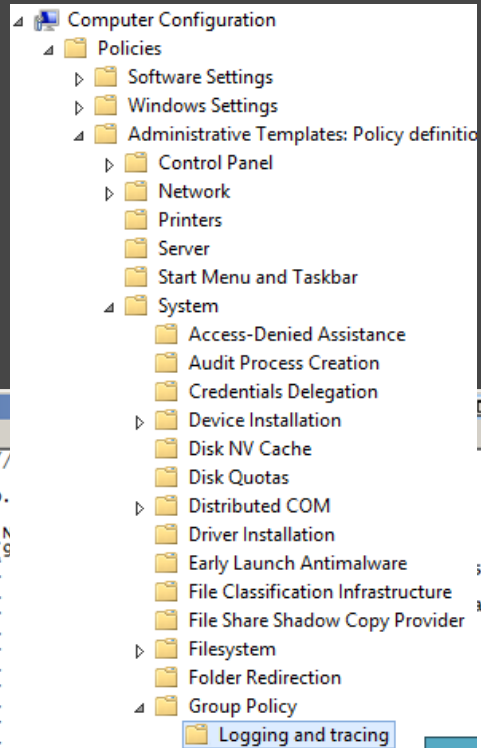 Computer Configuration
Policies
Software Settings
Windows Settings
Administrative Templates: Policy definitio
Control Panel
Network
Printers
Server
Start Menu and Taskbar
System
Access-Denied Assistance
Audit Process Creation
Credentials Delegation
Device Installation
Disk NV Cache
Disk Quotas
Distributed COM
Driver Installation
Early Launch Antimalware
File Classification Infrastructure
File Share Shadow Copy Provider
Filesystem
Folder Redirection
Group Policy
Logging and tracing